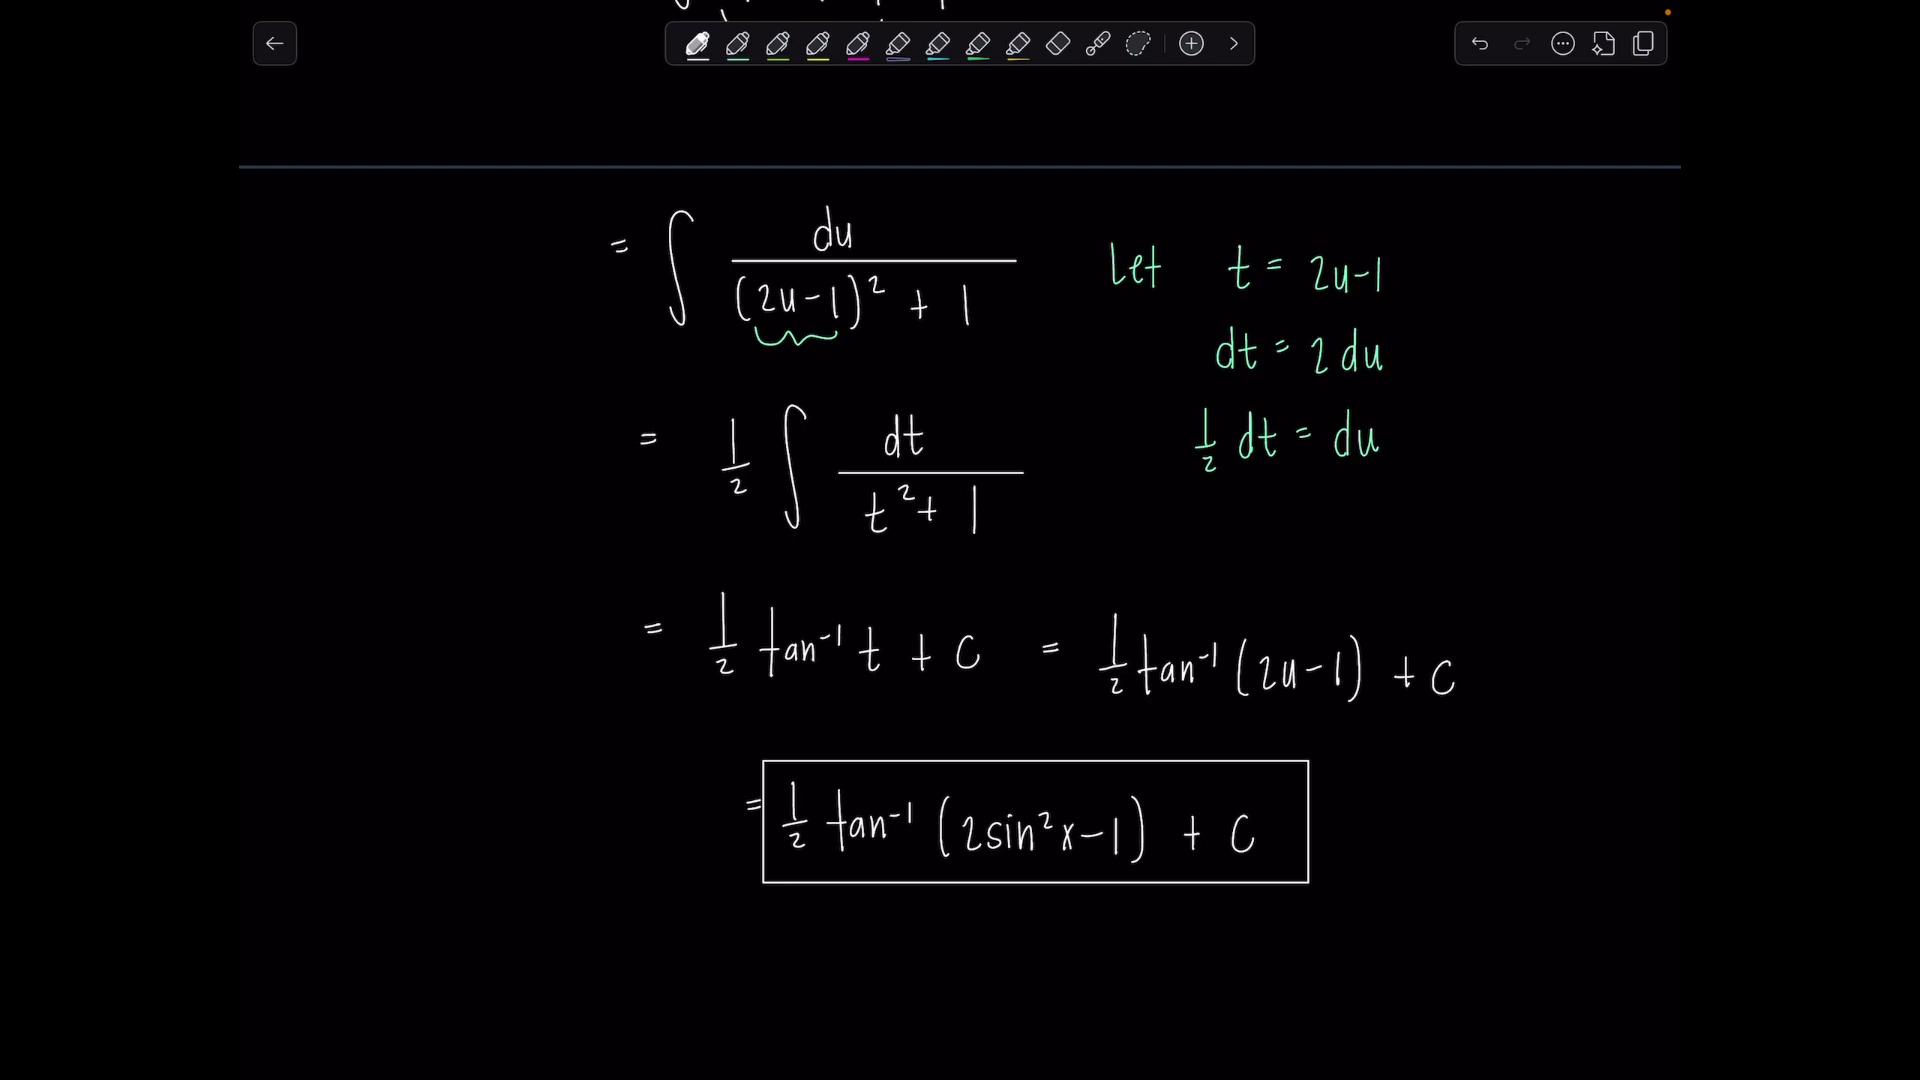 = ∫ du / ((2u-1)² + 1)
Let t = 2u-1
dt = 2 du
½ dt = du
= ½ ∫ dt / (t² + 1)
= ½ tan⁻¹ t + C = ½ tan⁻¹ (2u-1) + C
= ½ tan⁻¹ (2sin²x-1) + C